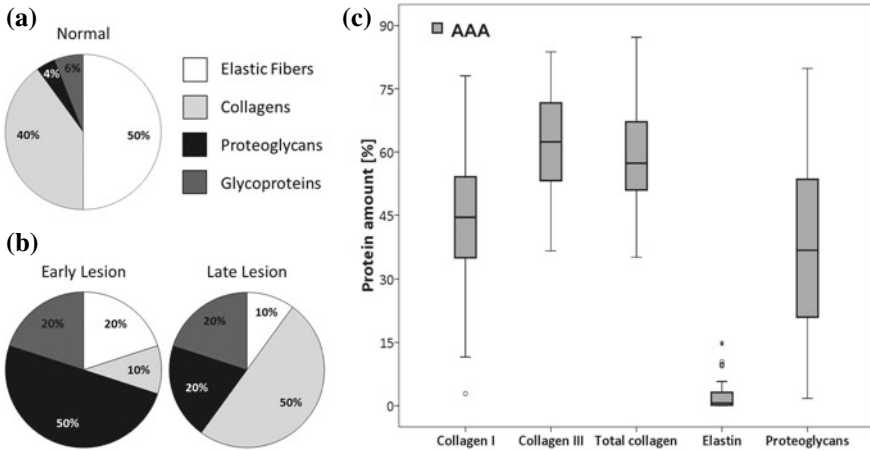 (a)
Normal
6%
4%
40%
50%
Elastic Fibers
Collagens
Proteoglycans
Glycoproteins
(b)
Early Lesion
20%
20%
10%
50%
Late Lesion
10%
20%
20%
50%
(c)
AAA
Protein amount [%]
90
75
60
45
30
15
0
Collagen I
Collagen III
Total collagen
Elastin
Proteoglycans